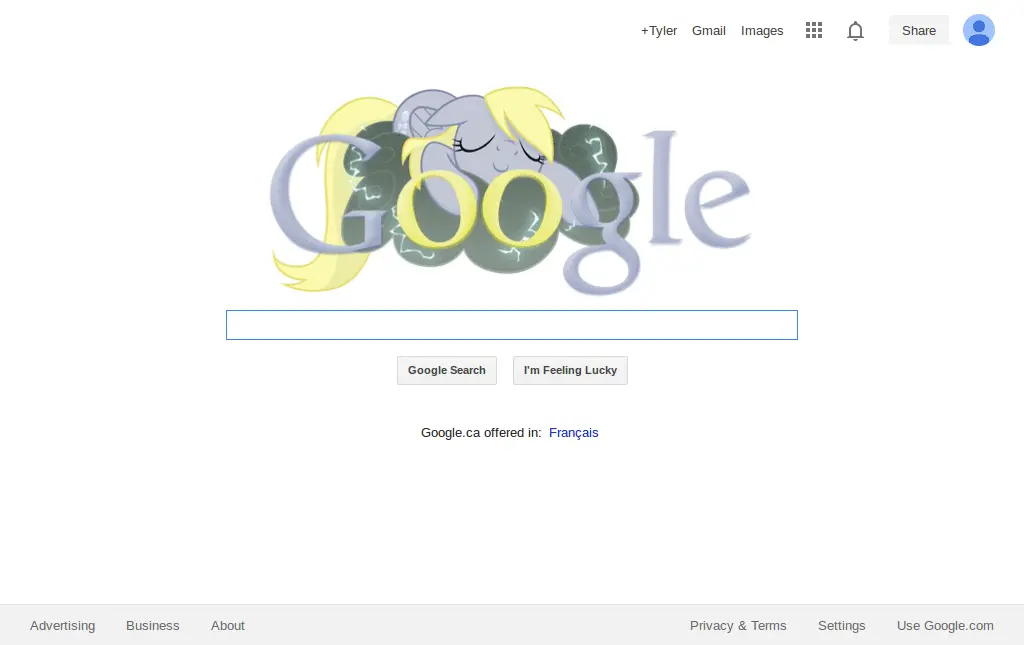 +Tyler Gmail Images Share
Google
Google Search I'm Feeling Lucky
Google.ca offered in: Français
Advertising Business About Privacy & Terms Settings Use Google.com